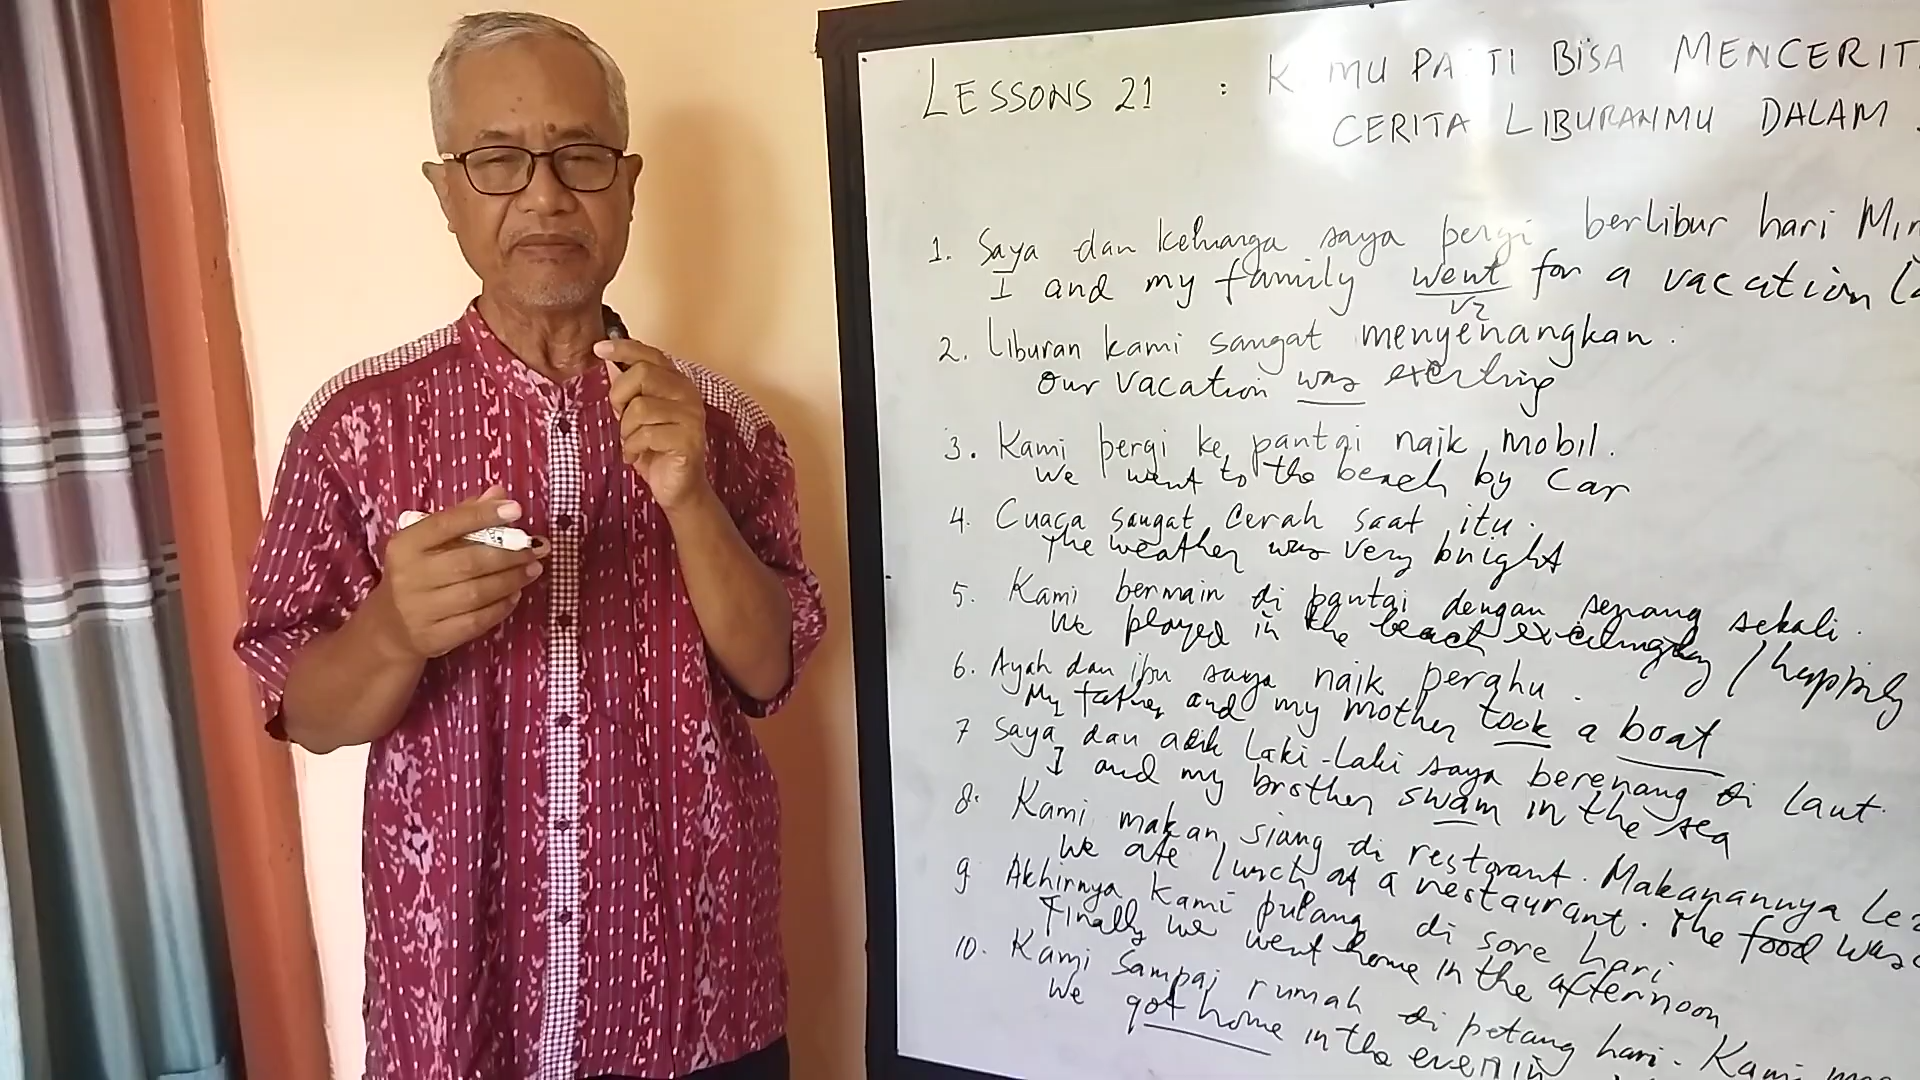 LESSONS 21 : K MU PA TI BISA MENCERIT
CERITA LIBURANMU DALAM
1. Saya dan keluarga saya pergi berlibur hari Min
I and my family went for a vacation
V2
2. Liburan kami sangat menyenangkan.
Our vacation was exciting
3. Kami pergi ke pantai naik mobil.
We went to the beach by Car
4. Cuaca sangat cerah saat itu.
The weather was very bright
5. Kami bermain di pantai dengan senang sekali.
We played in the beach / happily
6. Ayah dan ibu saya naik perahu.
My father and my mother took a boat
7 Saya dan adik laki-laki saya berenang di laut.
I and my brother swam in the sea
8. Kami makan siang di restorant. Makanannya Lez
We ate lunch at a restaurant. The food was
9 Akhirnya kami pulang di sore hari
Finally we went home in the afternoon
10. Kami sampai rumah di petang hari. Kami
We got home in the evenin